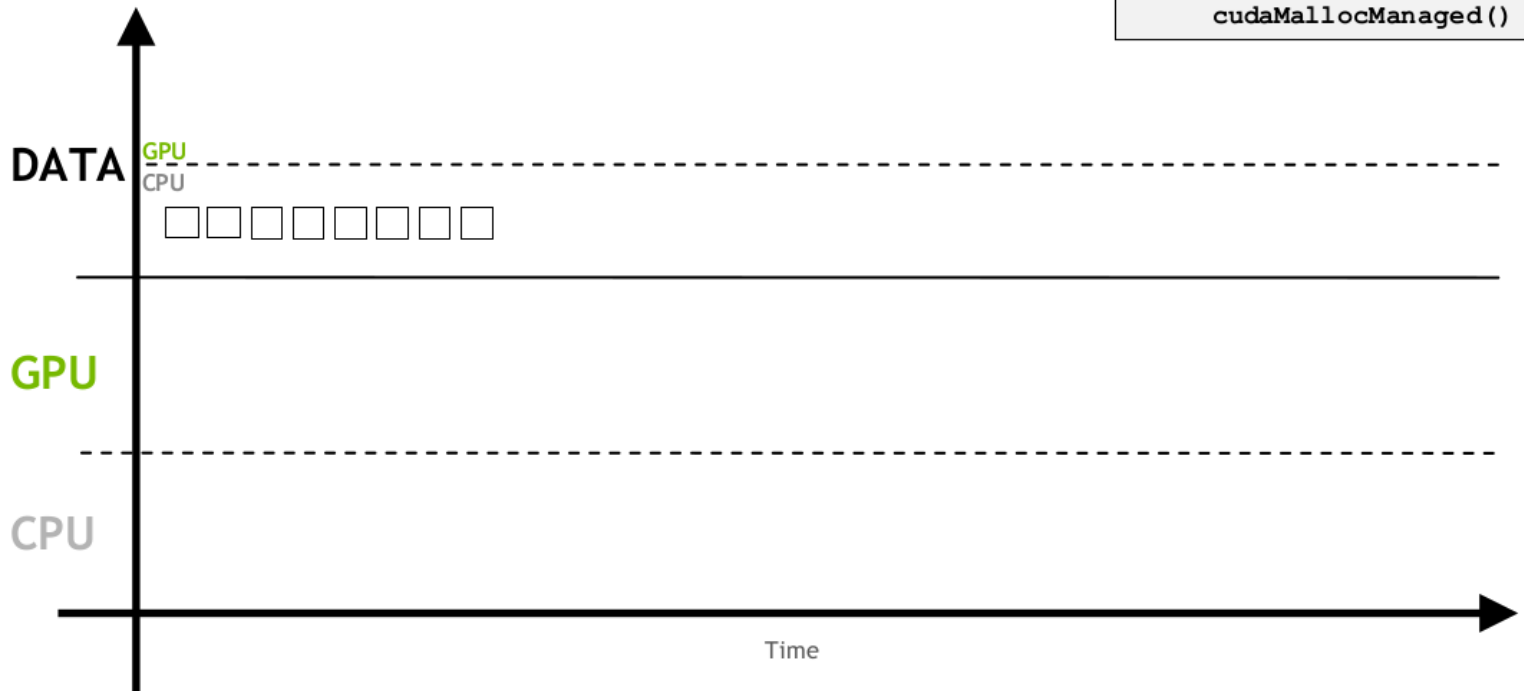 cudaMallocManaged()
DATA
GPU
CPU
GPU
CPU
Time